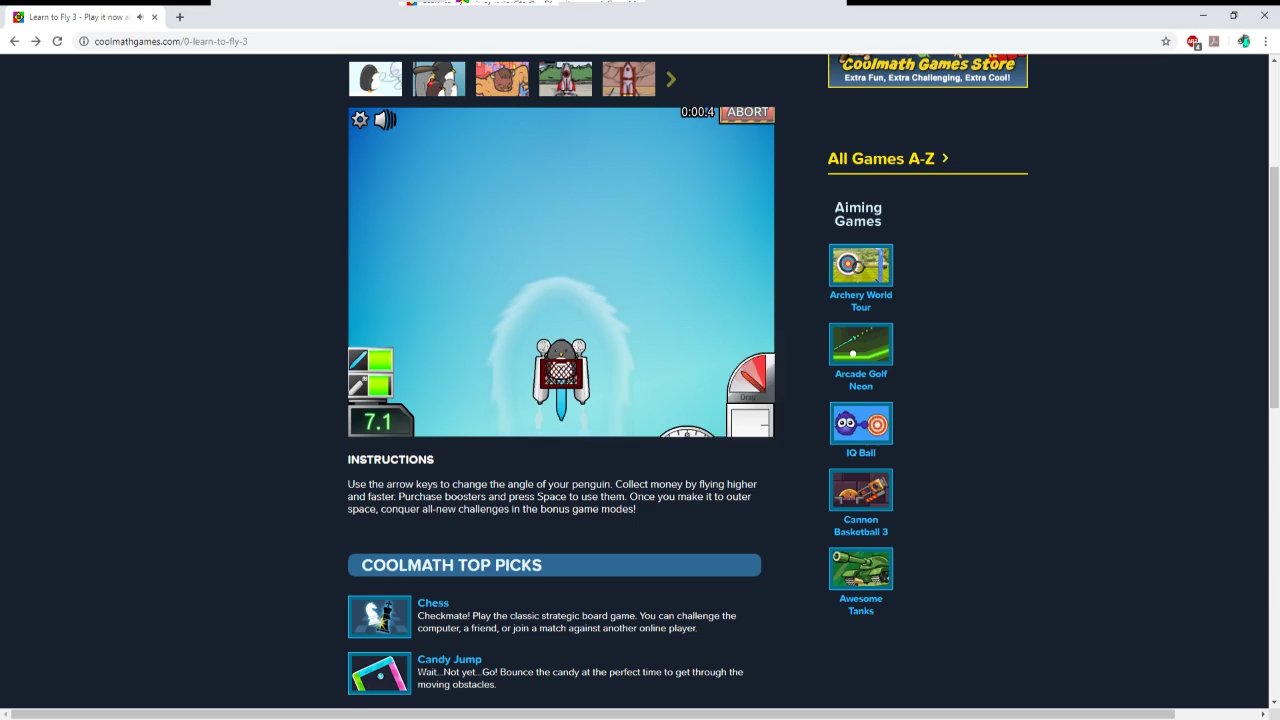 Learn to Fly 3 - Play it now a
coolmathgames.com/0-learn-to-fly-3
4
Coolmath Games Store
Extra Fun, Extra Challenging, Extra Cool!
0:00.4
ABORT
Drag
7.1
INSTRUCTIONS
Use the arrow keys to change the angle of your penguin. Collect money by flying higher
and faster. Purchase boosters and press Space to use them. Once you make it to outer
space, conquer all-new challenges in the bonus game modes!
COOLMATH TOP PICKS
Chess
Checkmate! Play the classic strategic board game. You can challenge the
computer, a friend, or join a match against another online player.
Candy Jump
Wait...Not yet...Go! Bounce the candy at the perfect time to get through the
moving obstacles.
All Games A-Z
Aiming
Games
Archery World
Tour
Arcade Golf
Neon
IQ Ball
Cannon
Basketball 3
Awesome
Tanks